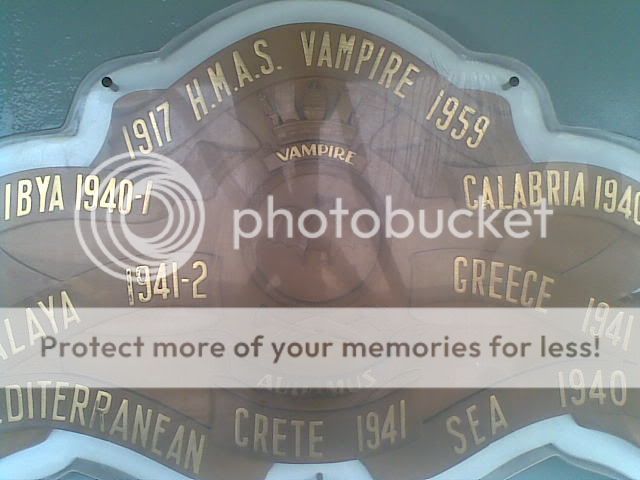 1917 H.M.A.S. VAMPIRE 1959
VAMPIRE
IBYA 1940-1
CALABRIA 1940
photobucket
1941-2
GREECE
ALAYA
1941
Protect more of your memories for less!
AUDAMUS
EDITERRANEAN
CRETE 1941
SEA 1940